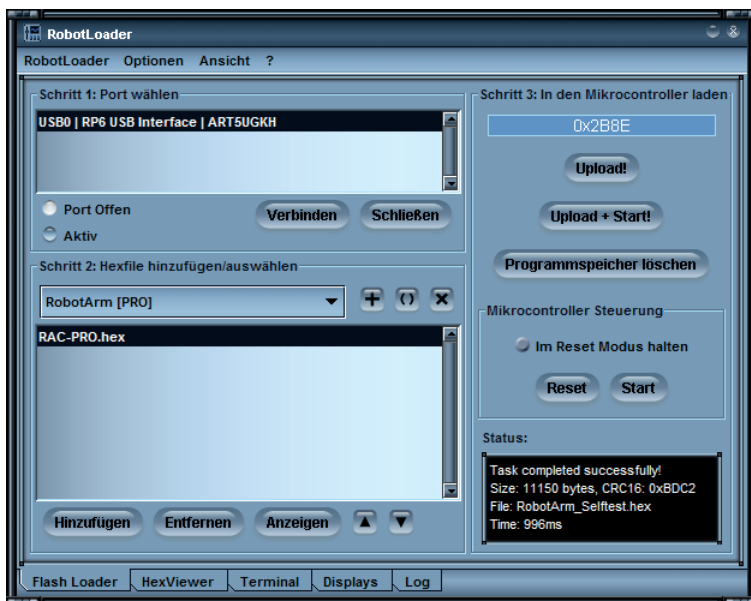 RobotLoader
RobotLoader Optionen Ansicht ?
Schritt 1: Port wählen
USB0 | RP6 USB Interface | ART5UGKH
Port Offen
Aktiv
Verbinden
Schließen
Schritt 2: Hexfile hinzufügen/auswählen
RobotArm [PRO]
RAC-PRO.hex
Hinzufügen
Entfernen
Anzeigen
Schritt 3: In den Mikrocontroller laden
0x2B8E
Upload!
Upload + Start!
Programmspeicher löschen
Mikrocontroller Steuerung
Im Reset Modus halten
Reset
Start
Status:
Task completed successfully!
Size: 11150 bytes, CRC16: 0xBDC2
File: RobotArm_Selftest.hex
Time: 996ms
Flash Loader HexViewer Terminal Displays Log